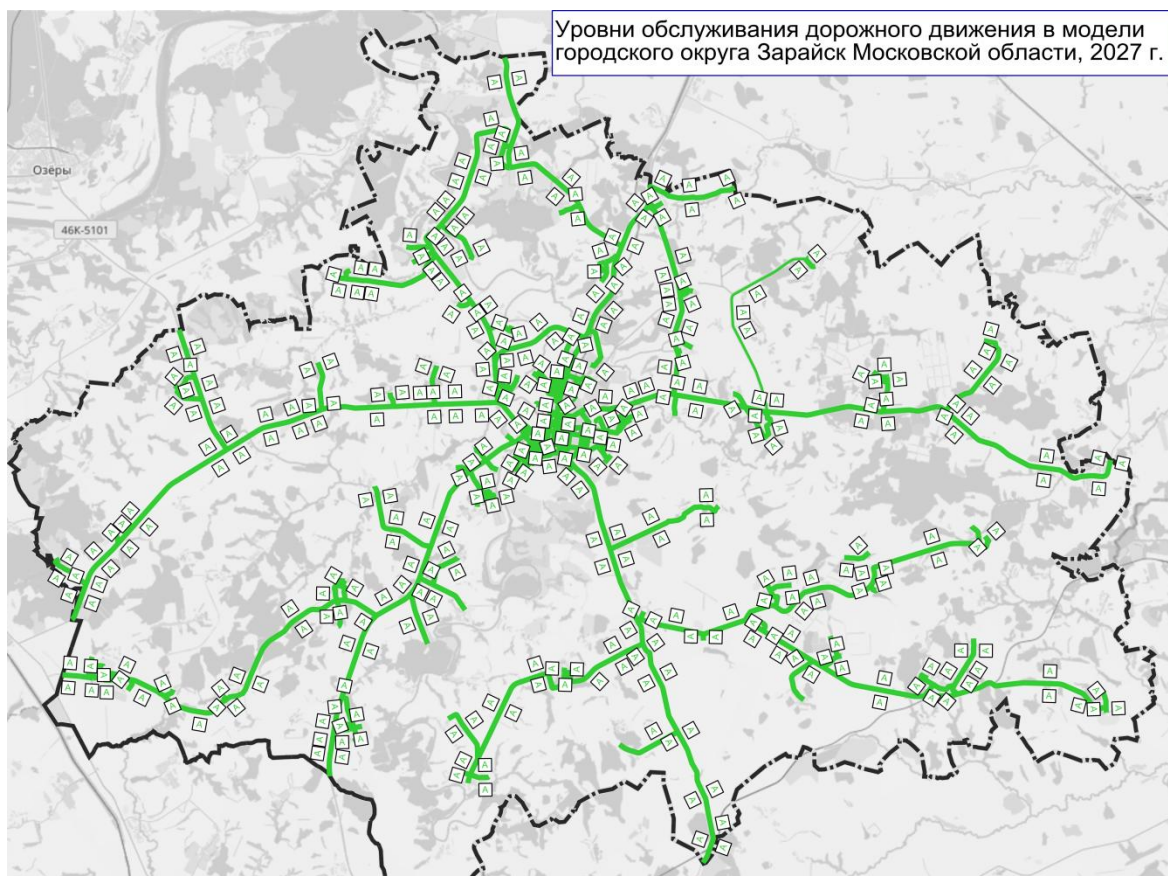 Уровни обслуживания дорожного движения в модели
городского округа Зарайск Московской области, 2027 г.
Озёры
46К-5101
A